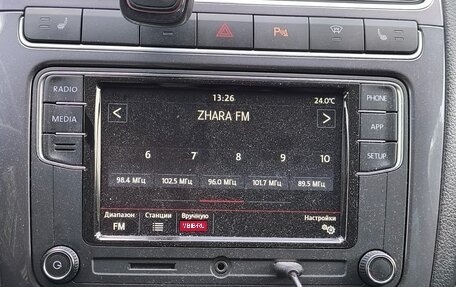 RADIO
MEDIA
13:26
24.0°C
<
ZHARA FM
>
6 7 8 9 10
98.4 МГц 102.5 МГц 96.0 МГц 101.7 МГц 89.5 МГц
Диапазон Станции Вручную Настройки
FM
PHONE
APP
SETUP